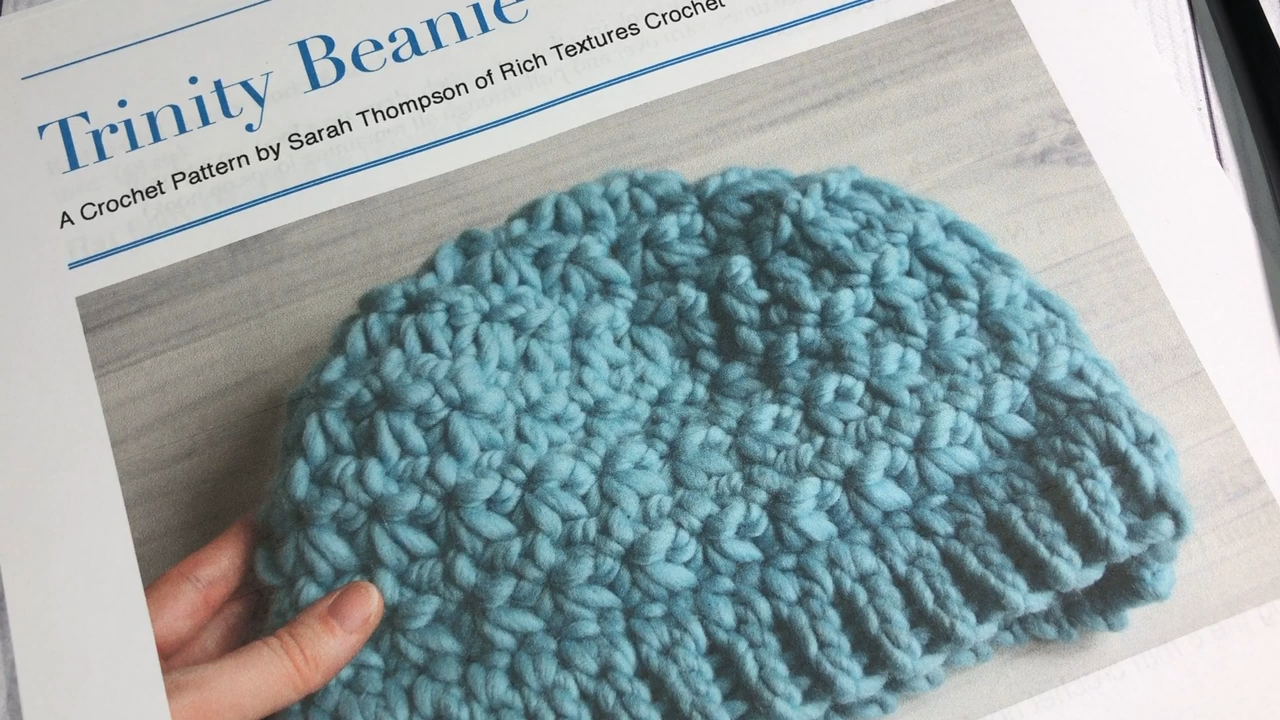 Trinity Beanie
A Crochet Pattern by Sarah Thompson of Rich Textures Crochet